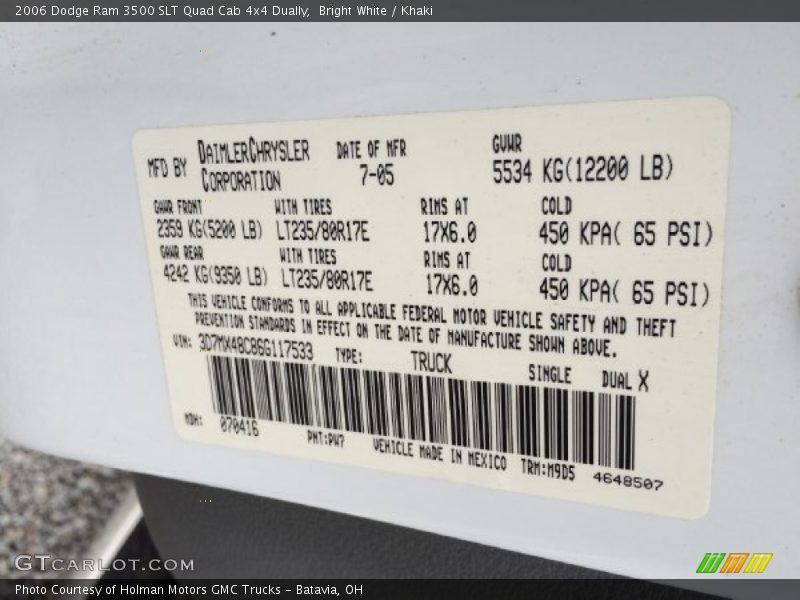 2006 Dodge Ram 3500 SLT Quad Cab 4x4 Dually,  Bright White / Khaki
MFD BY DAIMLERCHRYSLER CORPORATION DATE OF MFR 7-05 GVWR 5534 KG(12200 LB)
GAWR FRONT WITH TIRES RIMS AT COLD
2359 KG(5200 LB) LT235/80R17E 17X6.0 450 KPA( 65 PSI)
GAWR REAR WITH TIRES RIMS AT COLD
4242 KG(9350 LB) LT235/80R17E 17X6.0 450 KPA( 65 PSI)
THIS VEHICLE CONFORMS TO ALL APPLICABLE FEDERAL MOTOR VEHICLE SAFETY AND THEFT
PREVENTION STANDARDS IN EFFECT ON THE DATE OF MANUFACTURE SHOWN ABOVE.
VIN: 3D7MX48C86G117533 TYPE: TRUCK SINGLE DUAL X
MDH: 070416 PNT:PW7 VEHICLE MADE IN MEXICO TRM:M9D5 4648507
GTCARLOT.COM
Photo Courtesy of Holman Motors GMC Trucks - Batavia, OH